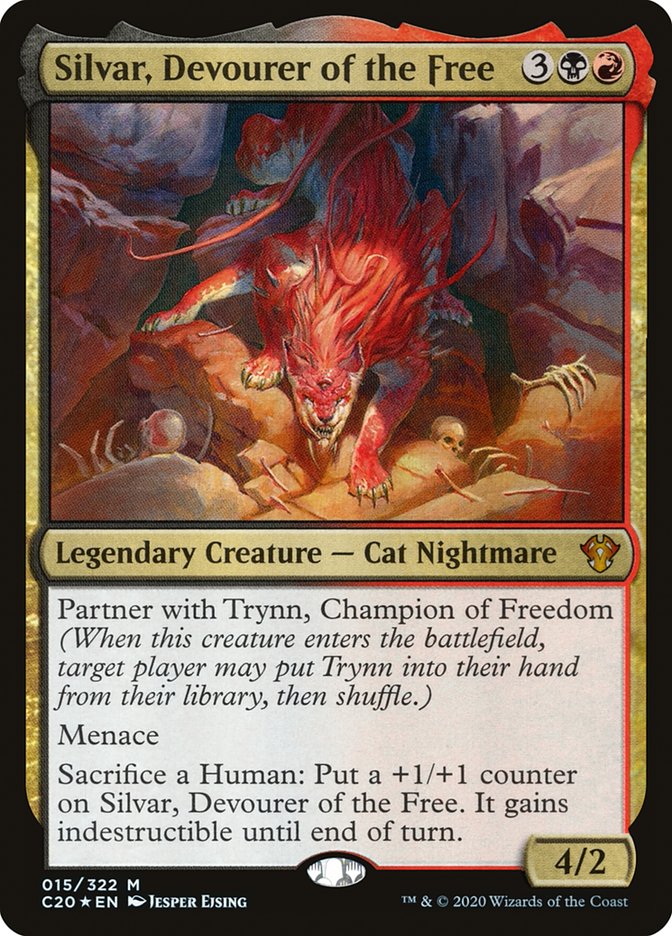 Silvar, Devourer of the Free 3
Legendary Creature — Cat Nightmare
Partner with Trynn, Champion of Freedom
(When this creature enters the battlefield,
target player may put Trynn into their hand
from their library, then shuffle.)
Menace
Sacrifice a Human: Put a +1/+1 counter
on Silvar, Devourer of the Free. It gains
indestructible until end of turn.
4/2
015/322 M
C20★EN Jesper Ejsing
™ & © 2020 Wizards of the Coast